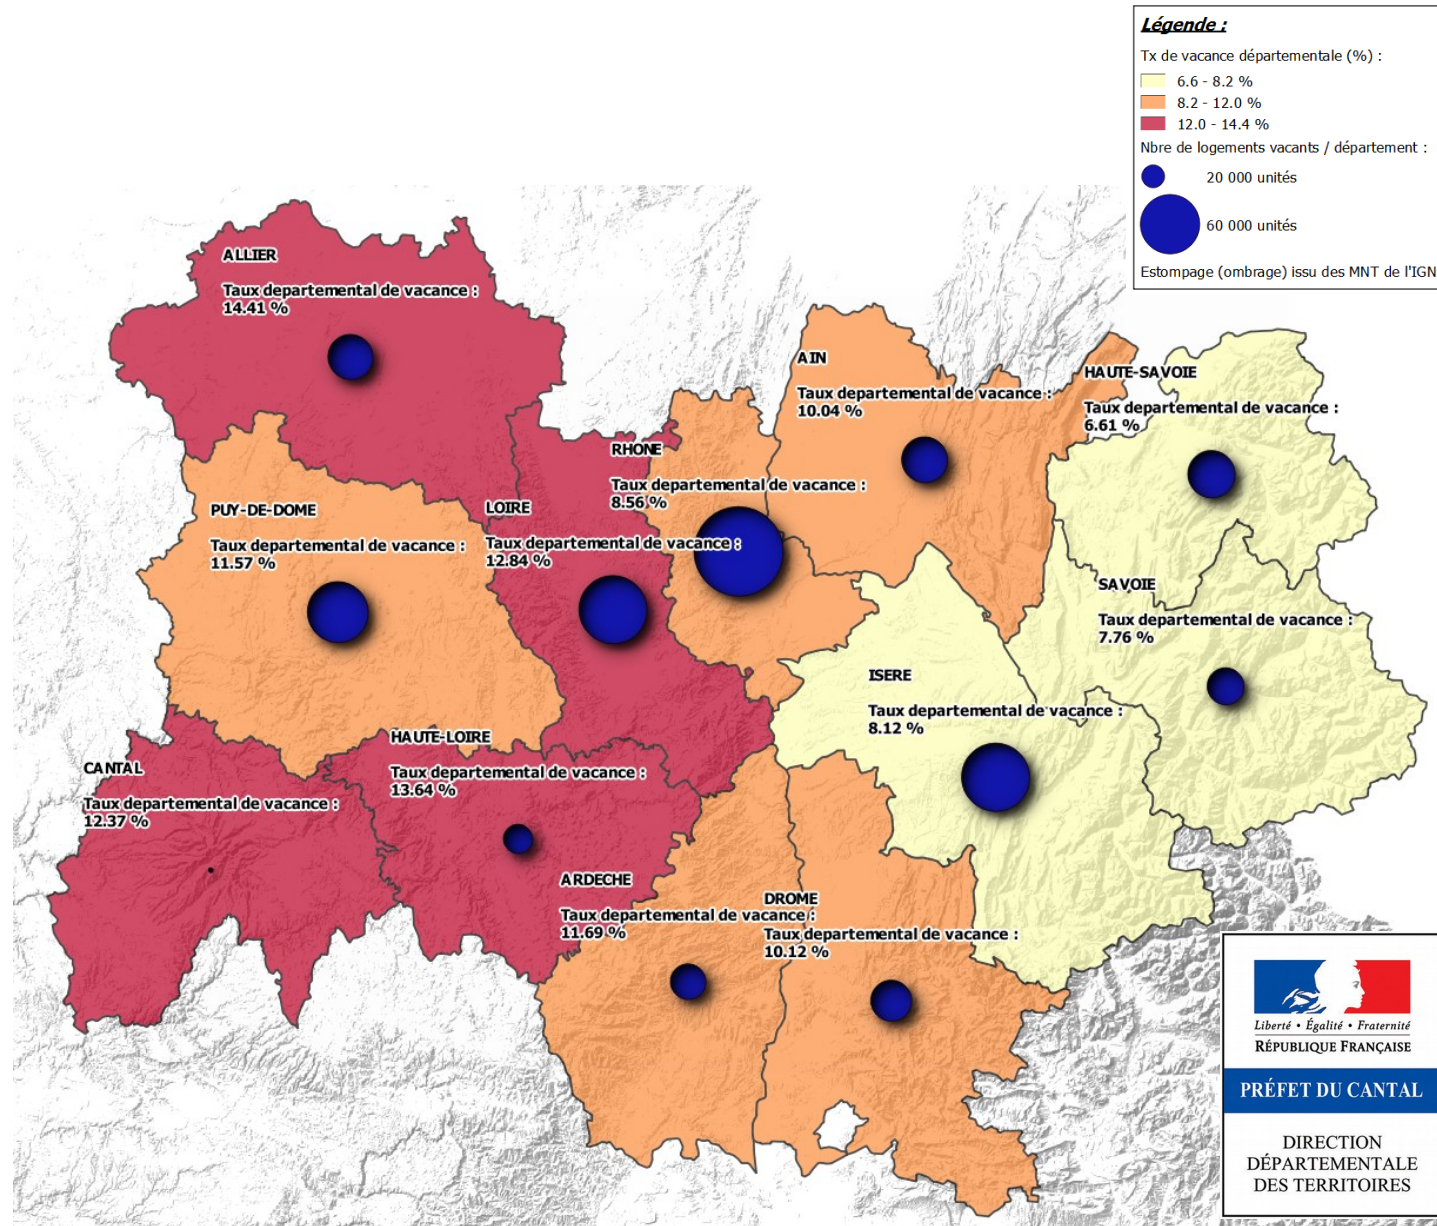 Légende :
Tx de vacance départementale (%) :
6.6 - 8.2 %
8.2 - 12.0 %
12.0 - 14.4 %
Nbre de logements vacants / département :
20 000 unités
60 000 unités
Estompage (ombrage) issu des MNT de l'IGN
ALLIER
Taux departemental de vacance :
14.41 %
AIN
Taux departemental de vacance :
10.04 %
HAUTE-SAVOIE
Taux departemental de vacance :
6.61 %
RHONE
Taux departemental de vacance :
8.56 %
PUY-DE-DOME
Taux departemental de vacance :
11.57 %
LOIRE
Taux departemental de vacance :
12.84 %
SAVOIE
Taux departemental de vacance :
7.76 %
ISERE
Taux departemental de vacance :
8.12 %
HAUTE-LOIRE
Taux departemental de vacance :
13.64 %
CANTAL
Taux departemental de vacance :
12.37 %
ARDECHE
Taux departemental de vacance :
11.69 %
DROME
Taux departemental de vacance :
10.12 %
Liberté • Égalité • Fraternité
RÉPUBLIQUE FRANÇAISE
PRÉFET DU CANTAL
DIRECTION
DÉPARTEMENTALE
DES TERRITOIRES